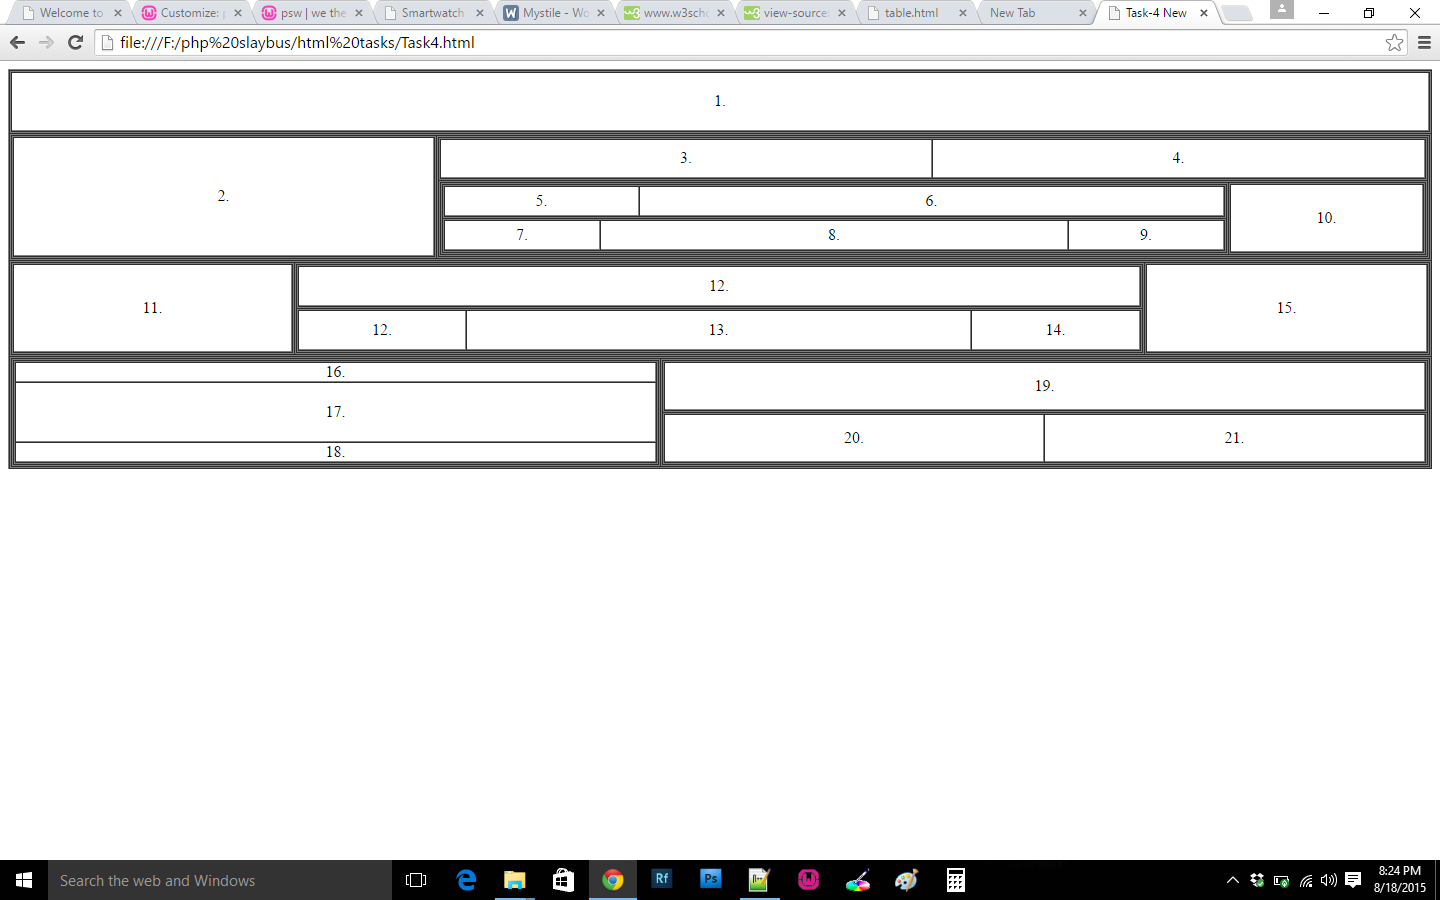 Welcome to
Customize:
psw | we the
Smartwatch
Mystile - Wo
www.w3scho
view-source:
table.html
New Tab
Task-4 New
file:///F:/php%20slaybus/html%20tasks/Task4.html
1.
2.
3.
4.
5.
6.
7.
8.
9.
10.
11.
12.
12.
13.
14.
15.
16.
17.
18.
19.
20.
21.
Search the web and Windows
Rf
Ps
8:24 PM
8/18/2015